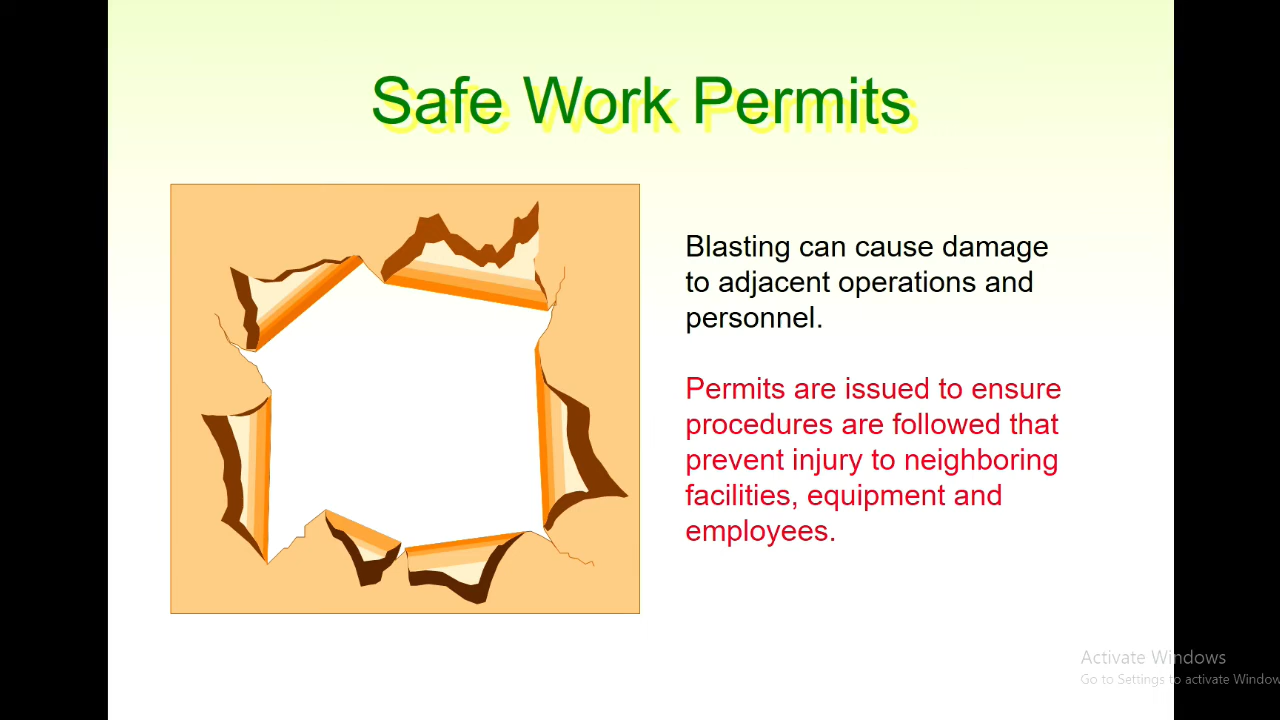 Safe Work Permits
Blasting can cause damage
to adjacent operations and
personnel.
Permits are issued to ensure
procedures are followed that
prevent injury to neighboring
facilities, equipment and
employees.
Activate Windows
Go to Settings to activate Window